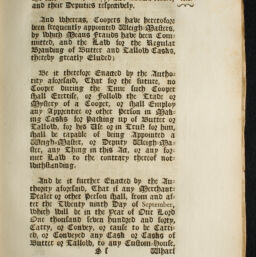 and their Deputies respectively.
And Whereas, Coopers have heretofore
been frequently appointed Weigh-Masters,
by which Means Frauds have been Com-
mitted, and the Law for the Regular
Branding of Butter and Tallow Casks,
thereby greatly Eluded;
Be it therefore Enacted by the Autho-
rity aforesaid, That for the future, no
Cooper during the Time such Cooper
shall Exercise, or Follow the Trade or
Mystery of a Cooper, or shall Employ
any Apprentice or other Person in Mak-
ing Casks for Packing up of Butter or
Tallow, for his Use or in Trust for him,
shall be capable of being Appointed a
Weigh-Master, or Deputy Weigh-Ma-
ster, any Thing in this Act, or any for-
mer Law to the contrary thereof not-
withstanding.
And be it further Enacted by the Au-
thority aforesaid, That if any Merchant
Dealer or other Person shall, from and af-
ter the Twenty ninth Day of September,
which will be in the Year of Our Lord
One thousand seven hundred and forty,
Carry, or Convey, or cause to be Carri-
ed, or Conveyed any Cask or Casks of
Butter or Tallow, to any Custom-house,
S f Wharf